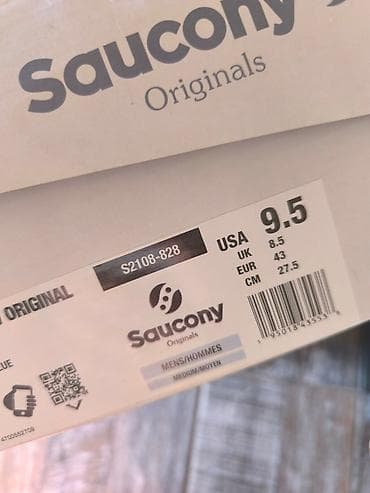 Saucony
Originals
S2108-828
USA 9.5
UK 8.5
EUR 43
CM 27.5
ORIGINAL
Saucony
Originals
MENS/HOMMES
MEDIUM/MOYEN